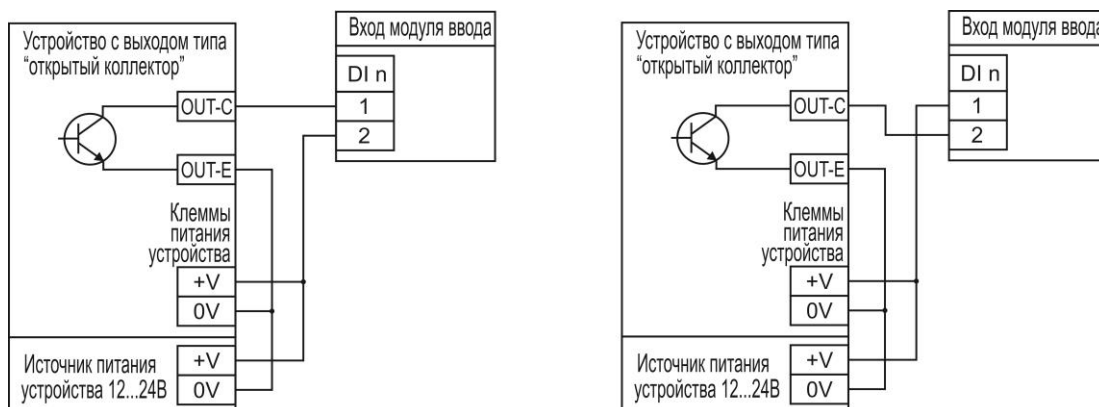 Устройство с выходом типа
“открытый коллектор”
OUT-C
OUT-E
Клеммы
питания
устройства
+V
0V
Источник питания
устройства 12...24В
+V
0V
Вход модуля ввода
DI n
1
2
Устройство с выходом типа
“открытый коллектор”
OUT-C
OUT-E
Клеммы
питания
устройства
+V
0V
Источник питания
устройства 12...24В
+V
0V
Вход модуля ввода
DI n
1
2